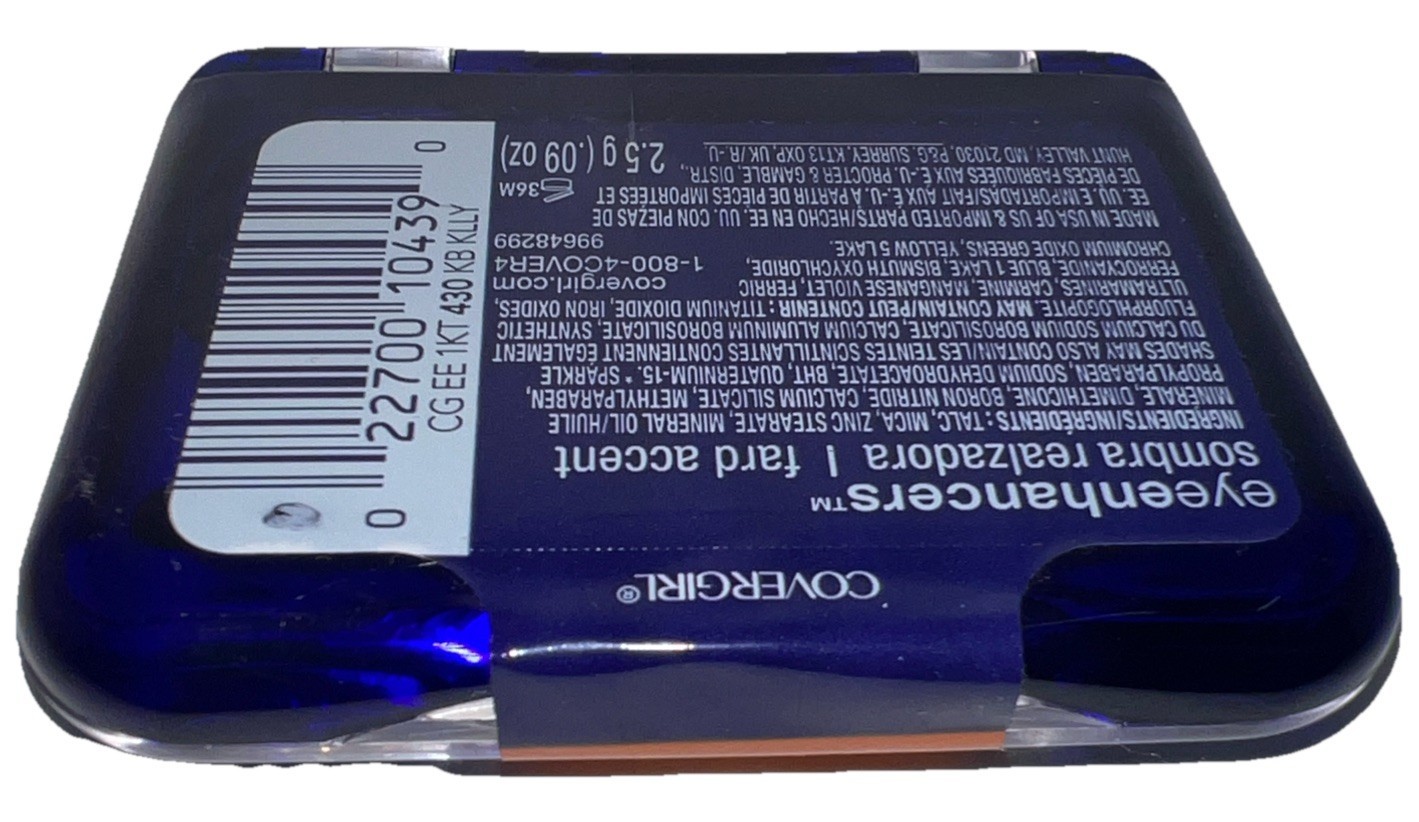 COVERGIRL®
eyeenhancers™
sombra realzadora | fard accent
INGREDIENTS/INGRÉDIENTS: TALC, MICA, ZINC STEARATE, MINERAL OIL/HUILE
MINÉRALE, DIMETHICONE, BORON NITRIDE, CALCIUM SILICATE, METHYLPARABEN,
PROPYLPARABEN, SODIUM DEHYDROACETATE, BHT, QUATERNIUM-15. * SPARKLE
SHADES MAY ALSO CONTAIN/LES TEINTES SCINTILLANTES CONTIENNENT ÉGALEMENT
DU CALCIUM SODIUM BOROSILICATE, CALCIUM ALUMINUM BOROSILICATE, SYNTHETIC
FLUORPHLOGOPITE. MAY CONTAIN/PEUT CONTENIR: TITANIUM DIOXIDE, IRON OXIDES,
ULTRAMARINES, CARMINE, MANGANESE VIOLET, FERRIC
FERROCYANIDE, BLUE 1 LAKE, BISMUTH OXYCHLORIDE,
CHROMIUM OXIDE GREENS, YELLOW 5 LAKE.
covergirl.com
1-800-4COVER4
99648299
MADE IN USA OF US & IMPORTED PARTS/HECHO EN EE. UU. CON PIEZAS DE
EE. UU. E IMPORTADAS/FAIT AUX É.-U. À PARTIR DE PIÈCES IMPORTÉES ET
DE PIÈCES FABRIQUÉES AUX É.-U. PROCTER & GAMBLE, DISTR.,
HUNT VALLEY, MD 21030, P&G, SURREY, KT13 0XP, UK/R.-U.
36M
2.5 g (.09 OZ)
0 22700 10439 0
CG EE 1KT 430 KB KLLY